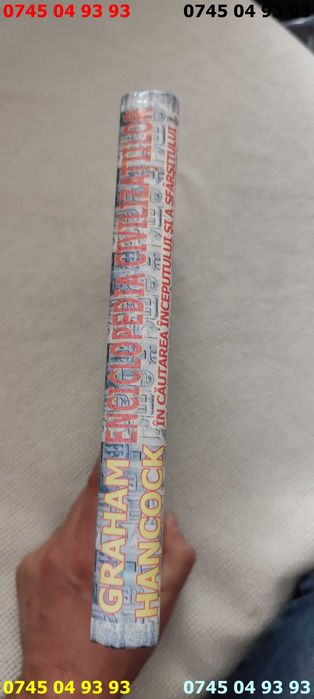 0745 04 93 93
0745 04 93 93
GRAHAM
HANCOCK
ENCICLOPEDIA CIVILIZAȚIILOR
ÎN CĂUTAREA ÎNCEPUTULUI ȘI A SFÂRȘITULUI
0745 04 93 93
0745 04 93 93